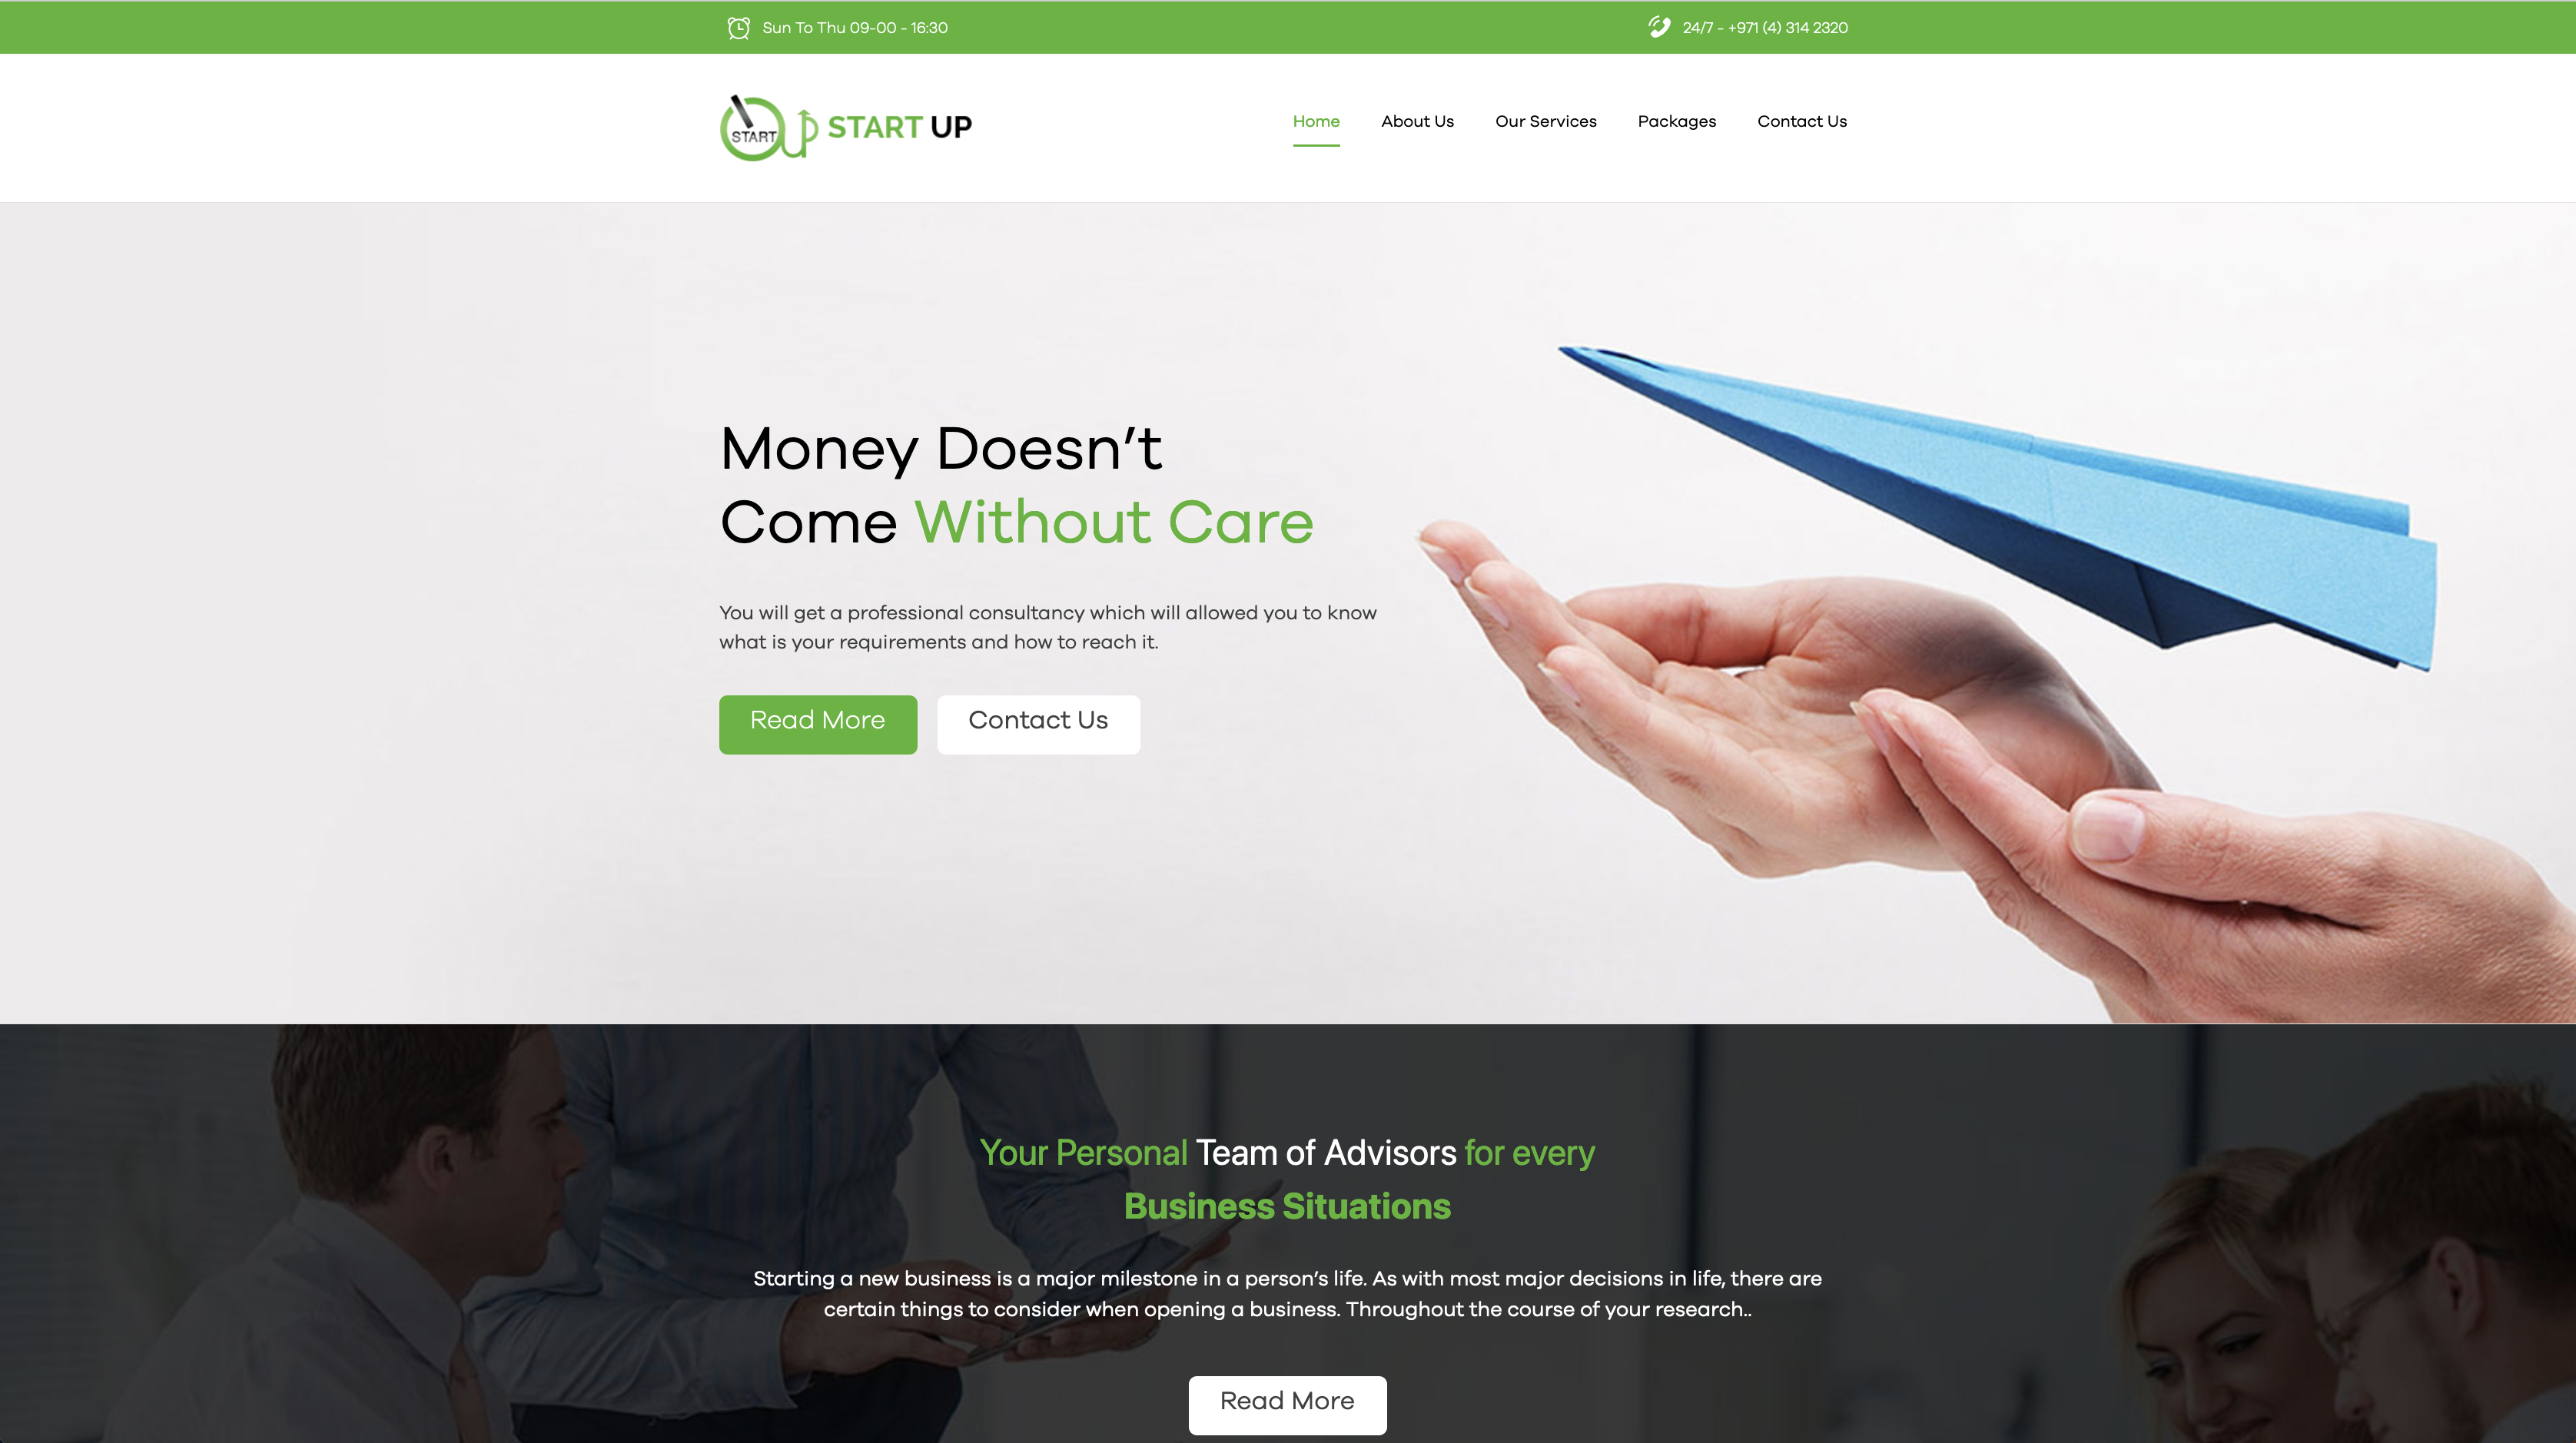 Sun To Thu 09-00 - 16:30
24/7 - +971 (4) 314 2320
START
up
START UP
Home
About Us
Our Services
Packages
Contact Us
Money Doesn’t
Come Without Care
You will get a professional consultancy which will allowed you to know
what is your requirements and how to reach it.
Read More
Contact Us
Your Personal Team of Advisors for every
Business Situations
Starting a new business is a major milestone in a person’s life. As with most major decisions in life, there are
certain things to consider when opening a business. Throughout the course of your research..
Read More